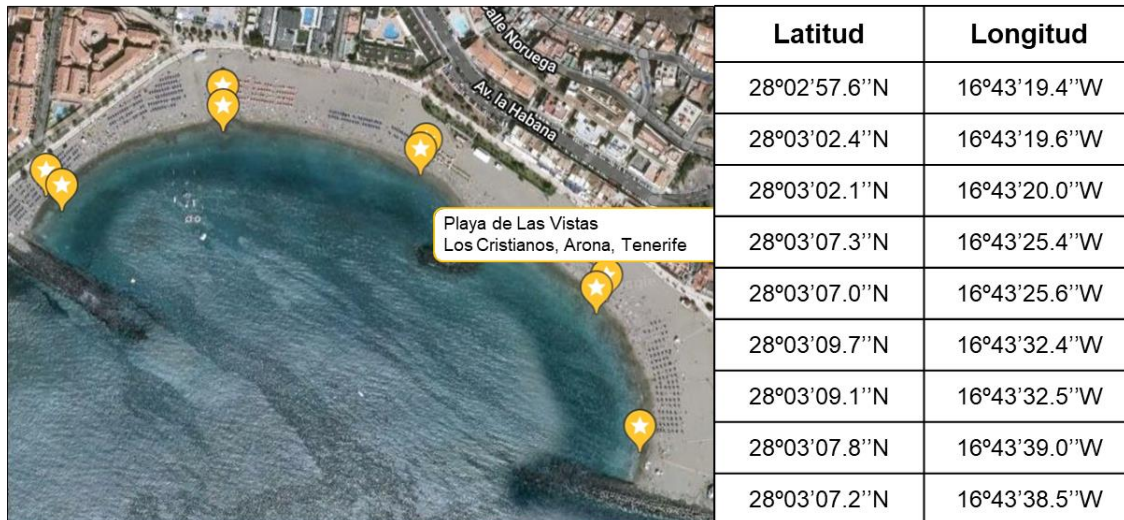 Calle Noruega
Av. la Habana
Playa de Las Vistas
Los Cristianos, Arona, Tenerife
Latitud Longitud
28º02’57.6’’N 16º43’19.4’’W
28º03’02.4’’N 16º43’19.6’’W
28º03’02.1’’N 16º43’20.0’’W
28º03’07.3’’N 16º43’25.4’’W
28º03’07.0’’N 16º43’25.6’’W
28º03’09.7’’N 16º43’32.4’’W
28º03’09.1’’N 16º43’32.5’’W
28º03’07.8’’N 16º43’39.0’’W
28º03’07.2’’N 16º43’38.5’’W